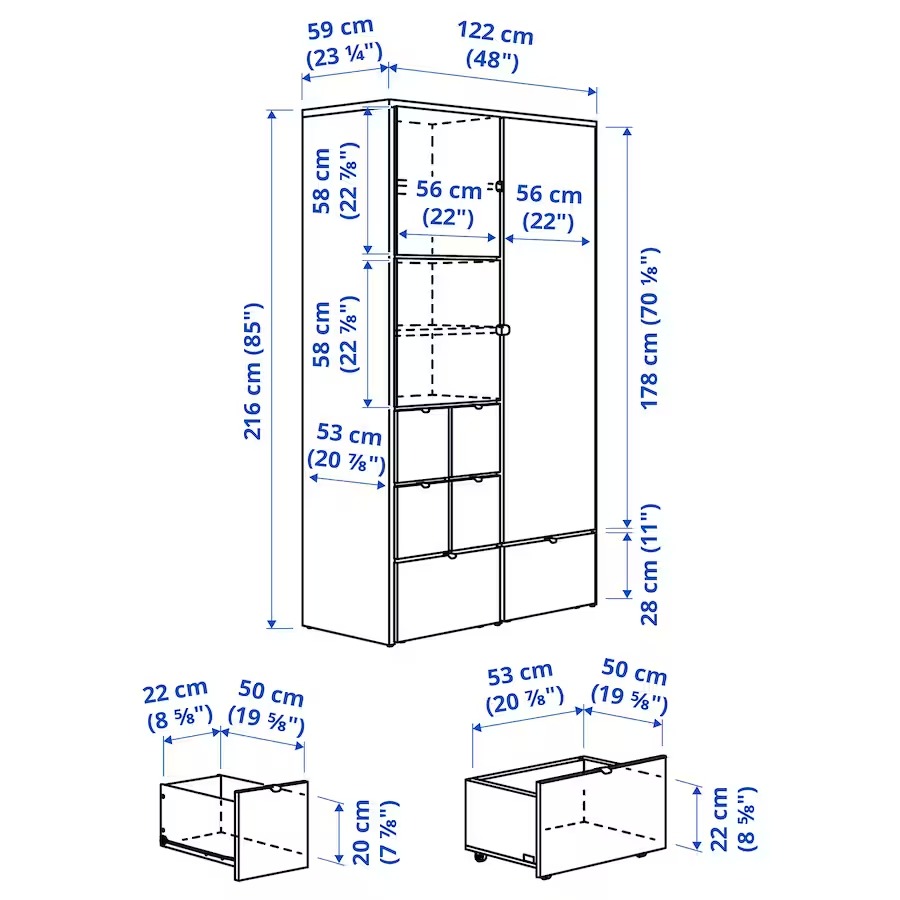 59 cm
(23 ¼")
122 cm
(48")
58 cm
(22 ⅞")
56 cm
(22")
56 cm
(22")
58 cm
(22 ⅞")
216 cm (85")
178 cm (70 ⅛")
53 cm
(20 ⅞")
28 cm (11")
22 cm
(8 ⅝")
50 cm
(19 ⅝")
20 cm
(7 ⅞")
53 cm
(20 ⅞")
50 cm
(19 ⅝")
22 cm
(8 ⅝")